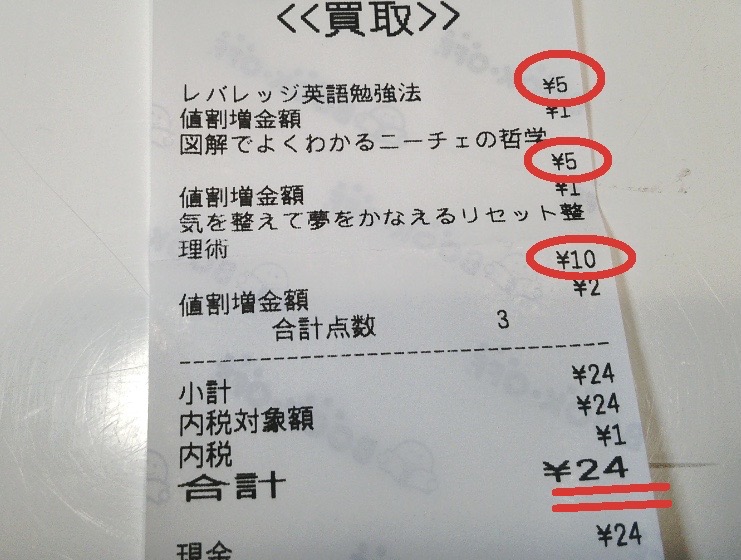 <<買取>>
レバレッジ英語勉強法 ¥5
値割増金額 ¥1
図解でよくわかるニーチェの哲学
¥5
値割増金額 ¥1
気を整えて夢をかなえるリセット整
理術 ¥10
値割増金額 ¥2
合計点数 3
小計 ¥24
内税対象額 ¥24
内税 ¥1
合計 ¥24
現金 ¥24